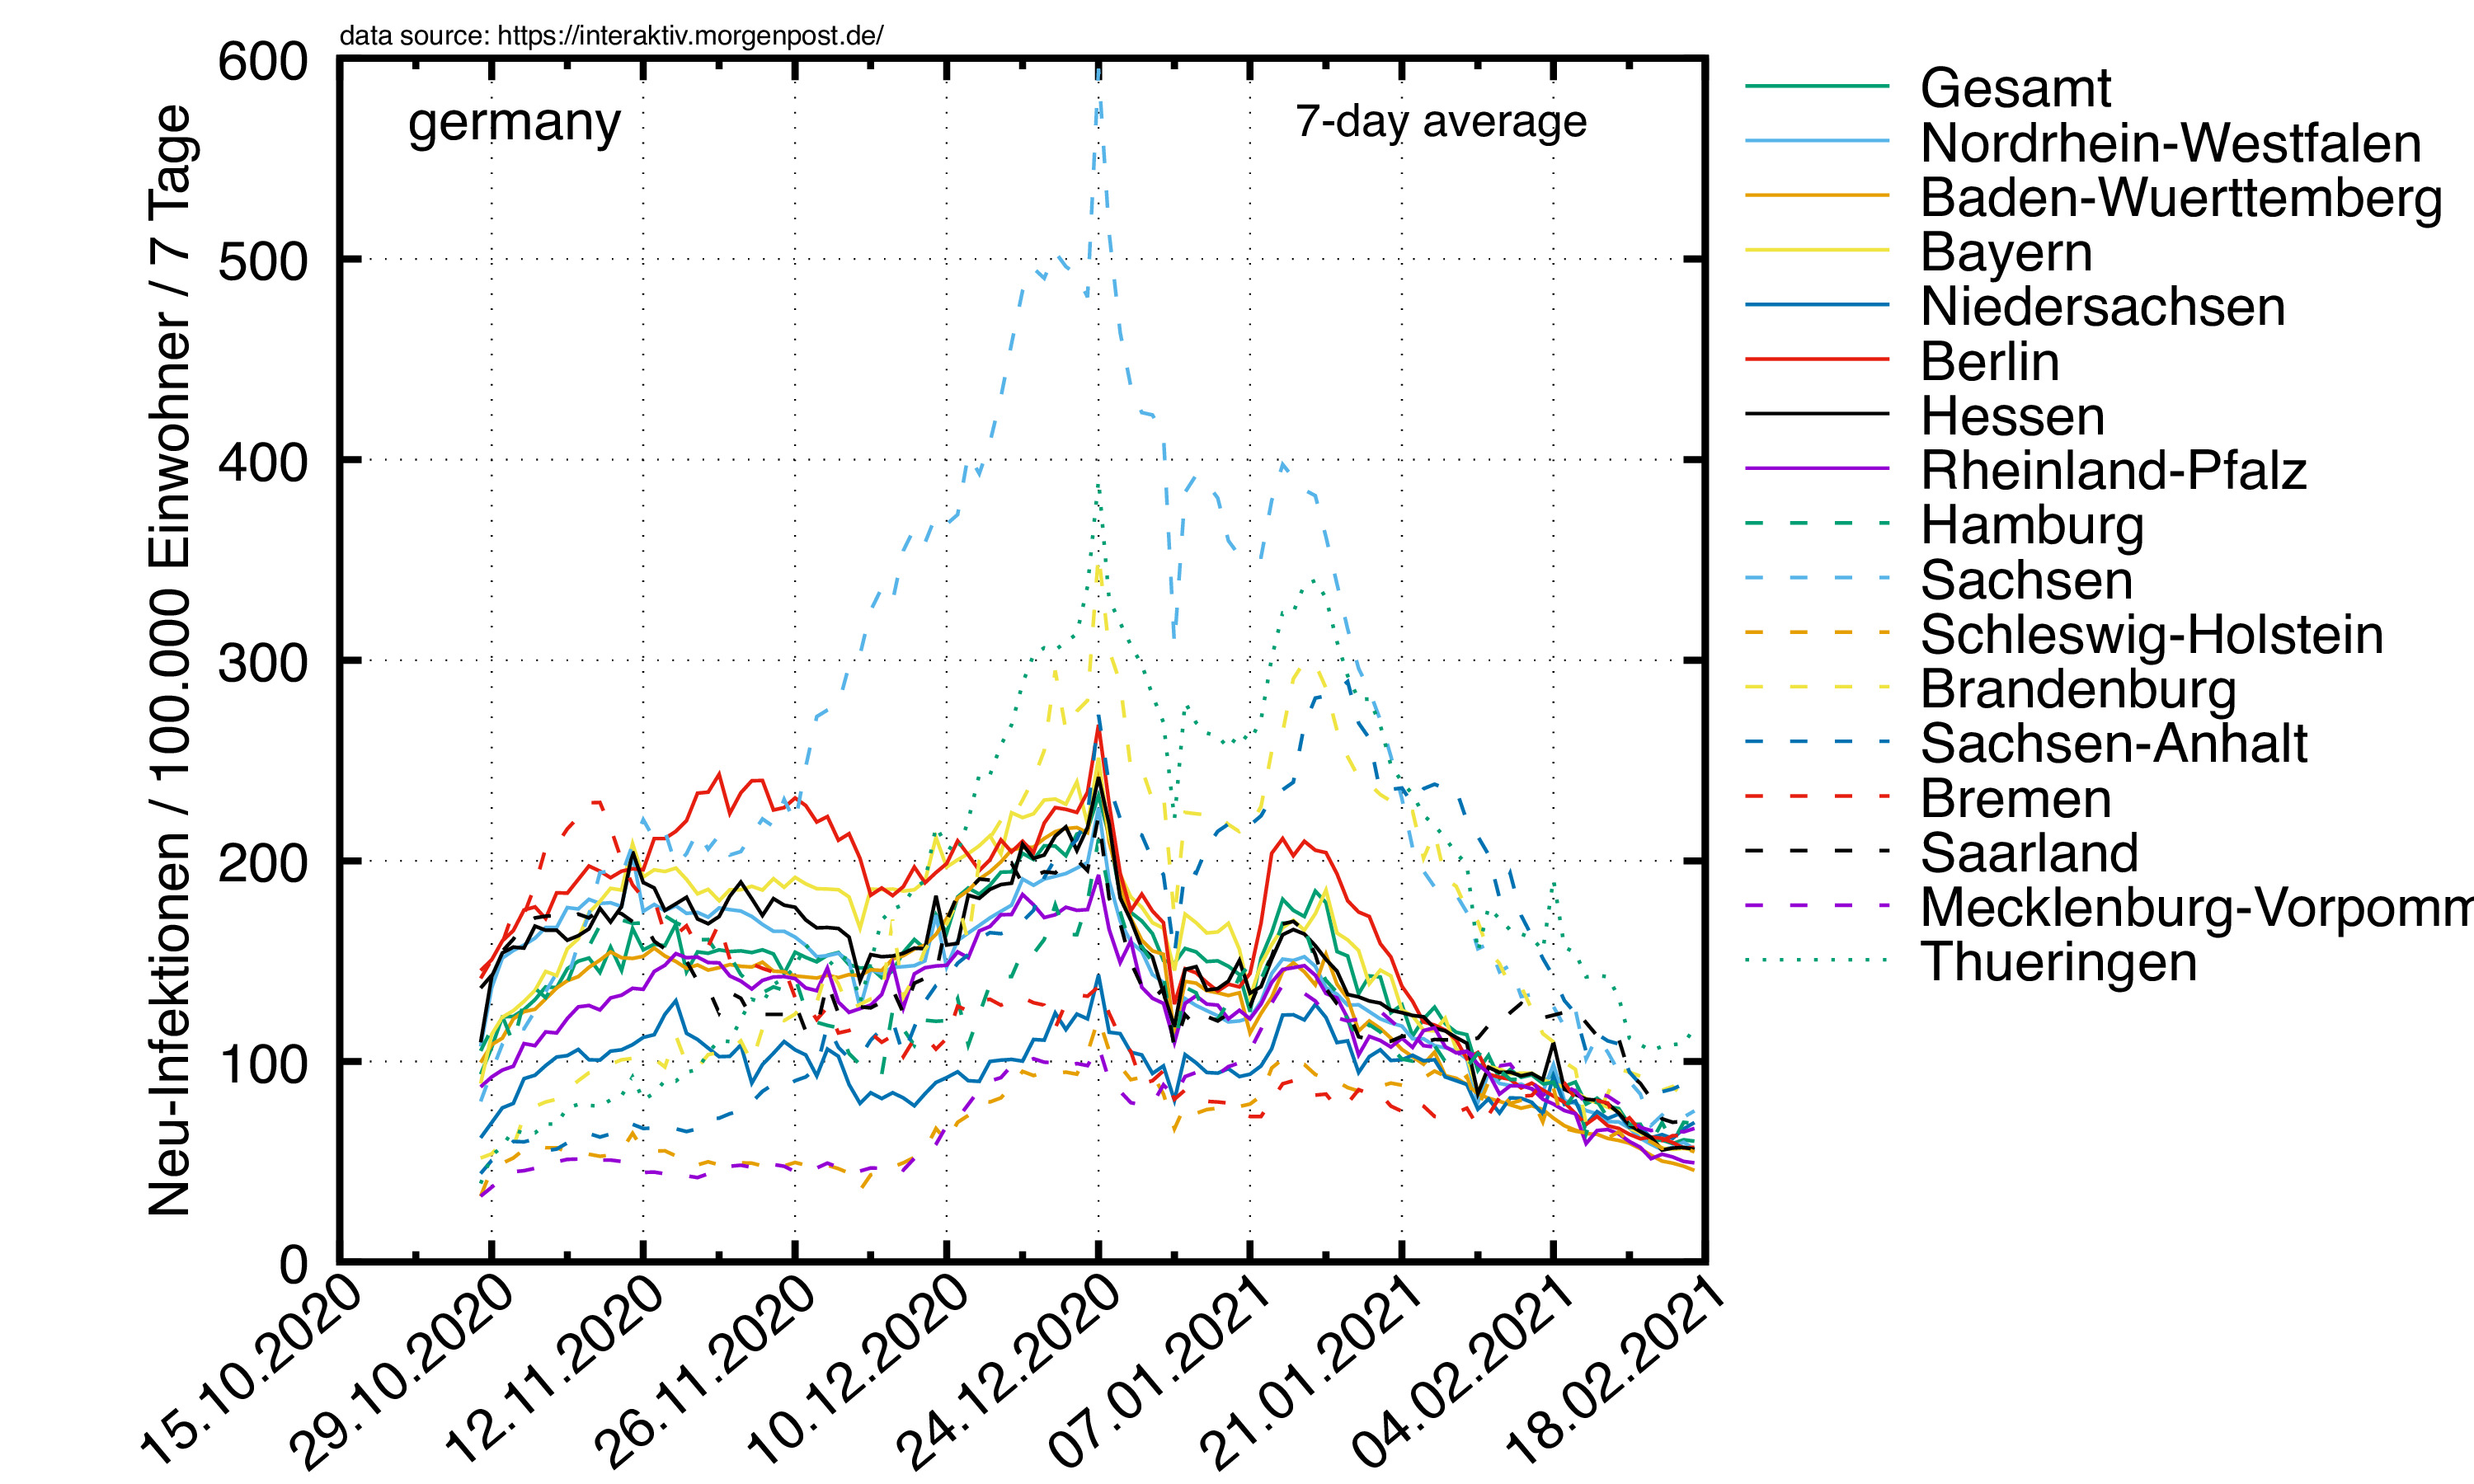 data source: https://interaktiv.morgenpost.de/
germany
7-day average
Neu-Infektionen / 100.000 Einwohner / 7 Tage
600
500
400
300
200
100
0
15.10.2020
29.10.2020
12.11.2020
26.11.2020
10.12.2020
24.12.2020
07.01.2021
21.01.2021
04.02.2021
18.02.2021
Gesamt
Nordrhein-Westfalen
Baden-Wuerttemberg
Bayern
Niedersachsen
Berlin
Hessen
Rheinland-Pfalz
Hamburg
Sachsen
Schleswig-Holstein
Brandenburg
Sachsen-Anhalt
Bremen
Saarland
Mecklenburg-Vorpomm
Thueringen